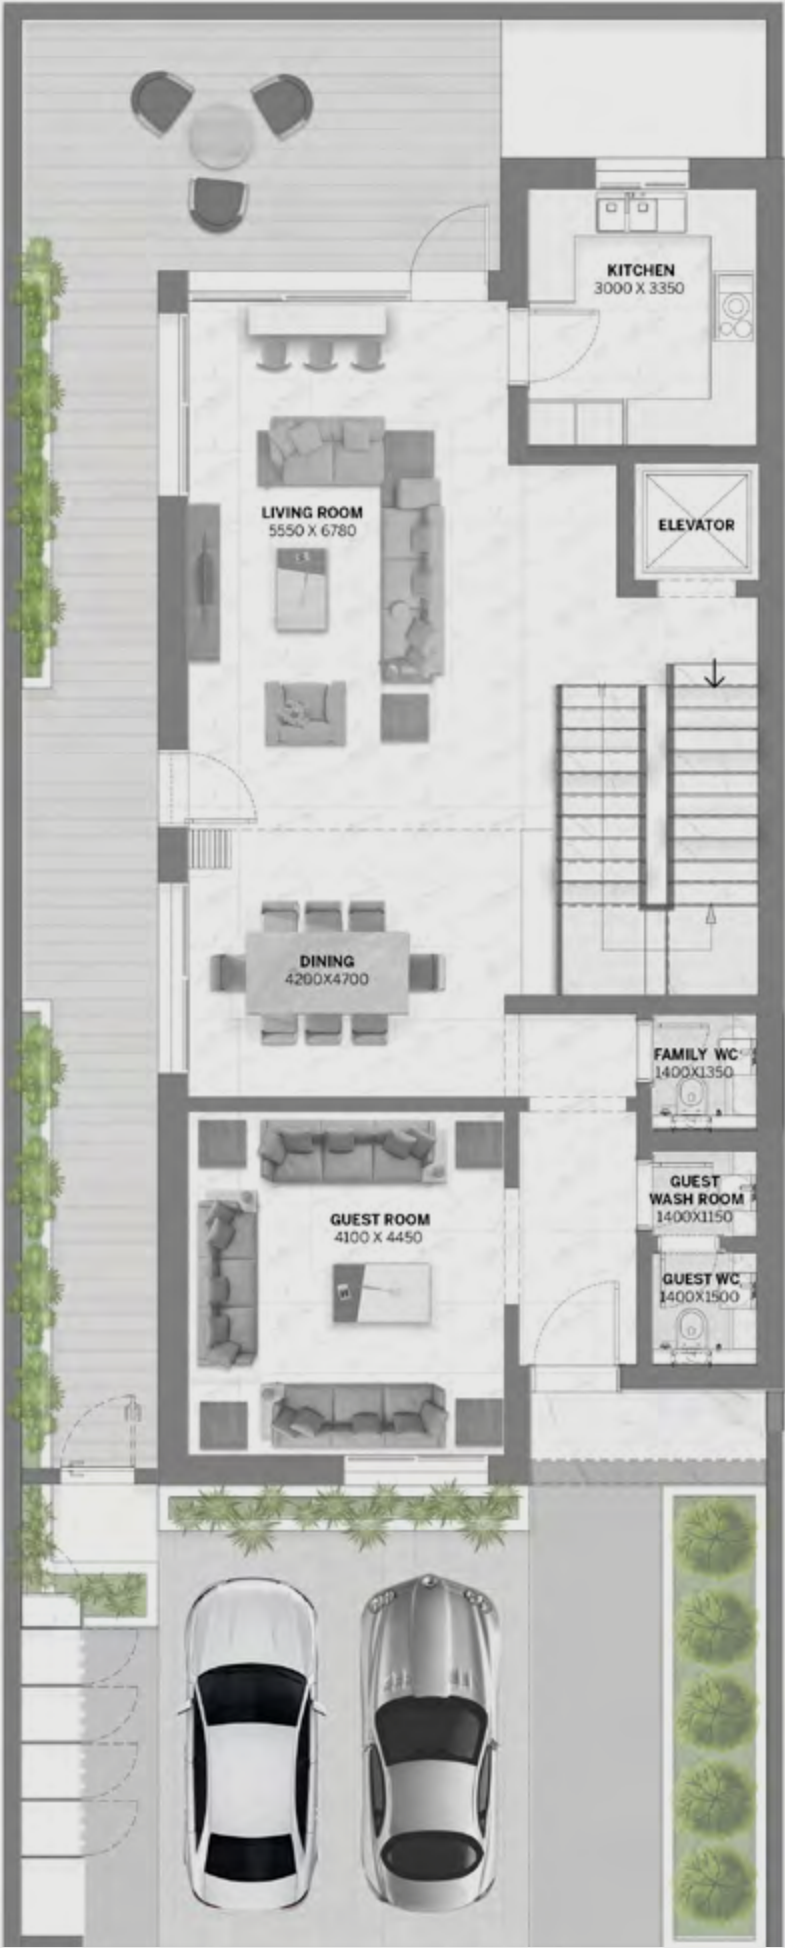 KITCHEN
3000 X 3350
LIVING ROOM
5550 X 6780
ELEVATOR
DINING
4200X4700
FAMILY WC
1400X1350
GUEST
WASH ROOM
1400X1150
GUEST ROOM
4100 X 4450
GUEST WC
1400X1500